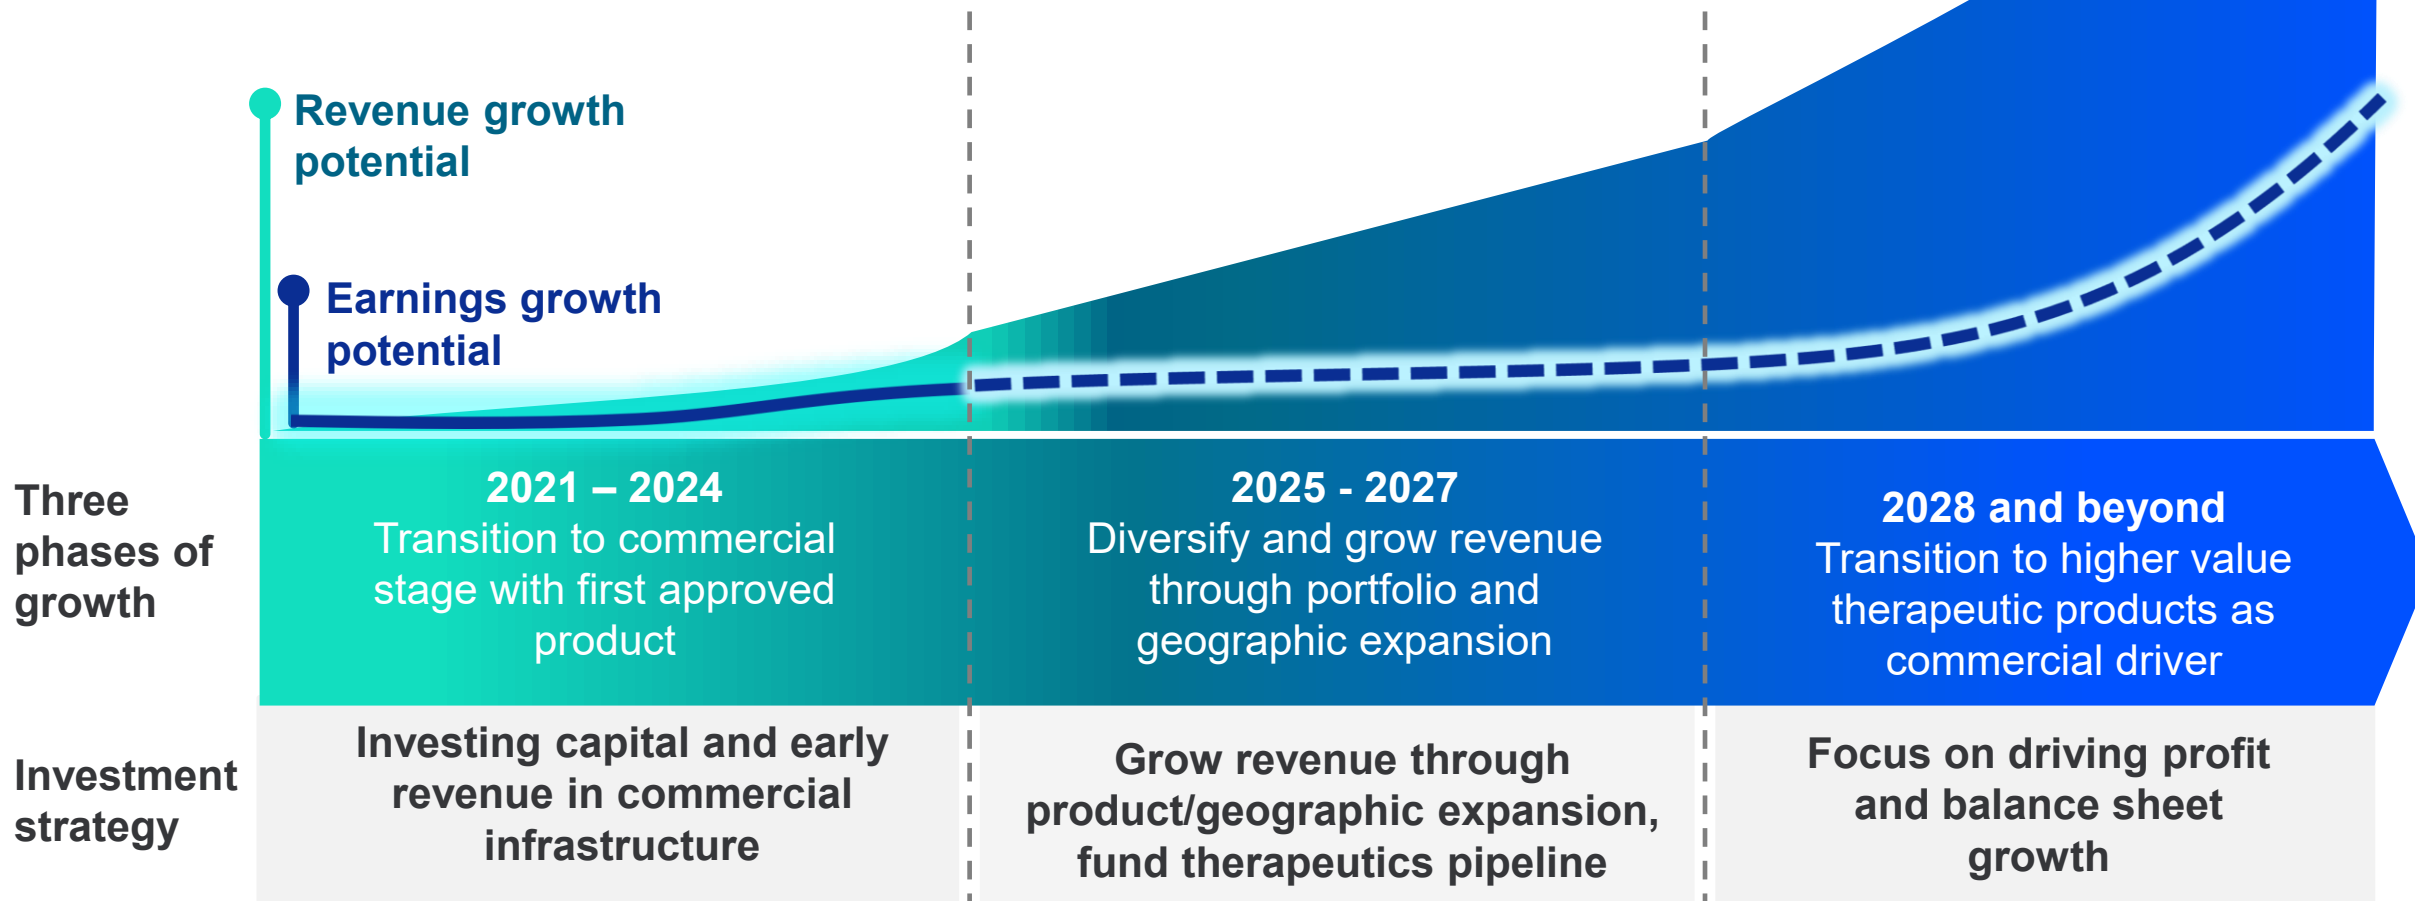 Revenue growth
potential
Earnings growth
potential
Three
phases of
growth
2021 – 2024
Transition to commercial
stage with first approved
product
2025 - 2027
Diversify and grow revenue
through portfolio and
geographic expansion
2028 and beyond
Transition to higher value
therapeutic products as
commercial driver
Investment
strategy
Investing capital and early
revenue in commercial
infrastructure
Grow revenue through
product/geographic expansion,
fund therapeutics pipeline
Focus on driving profit
and balance sheet
growth